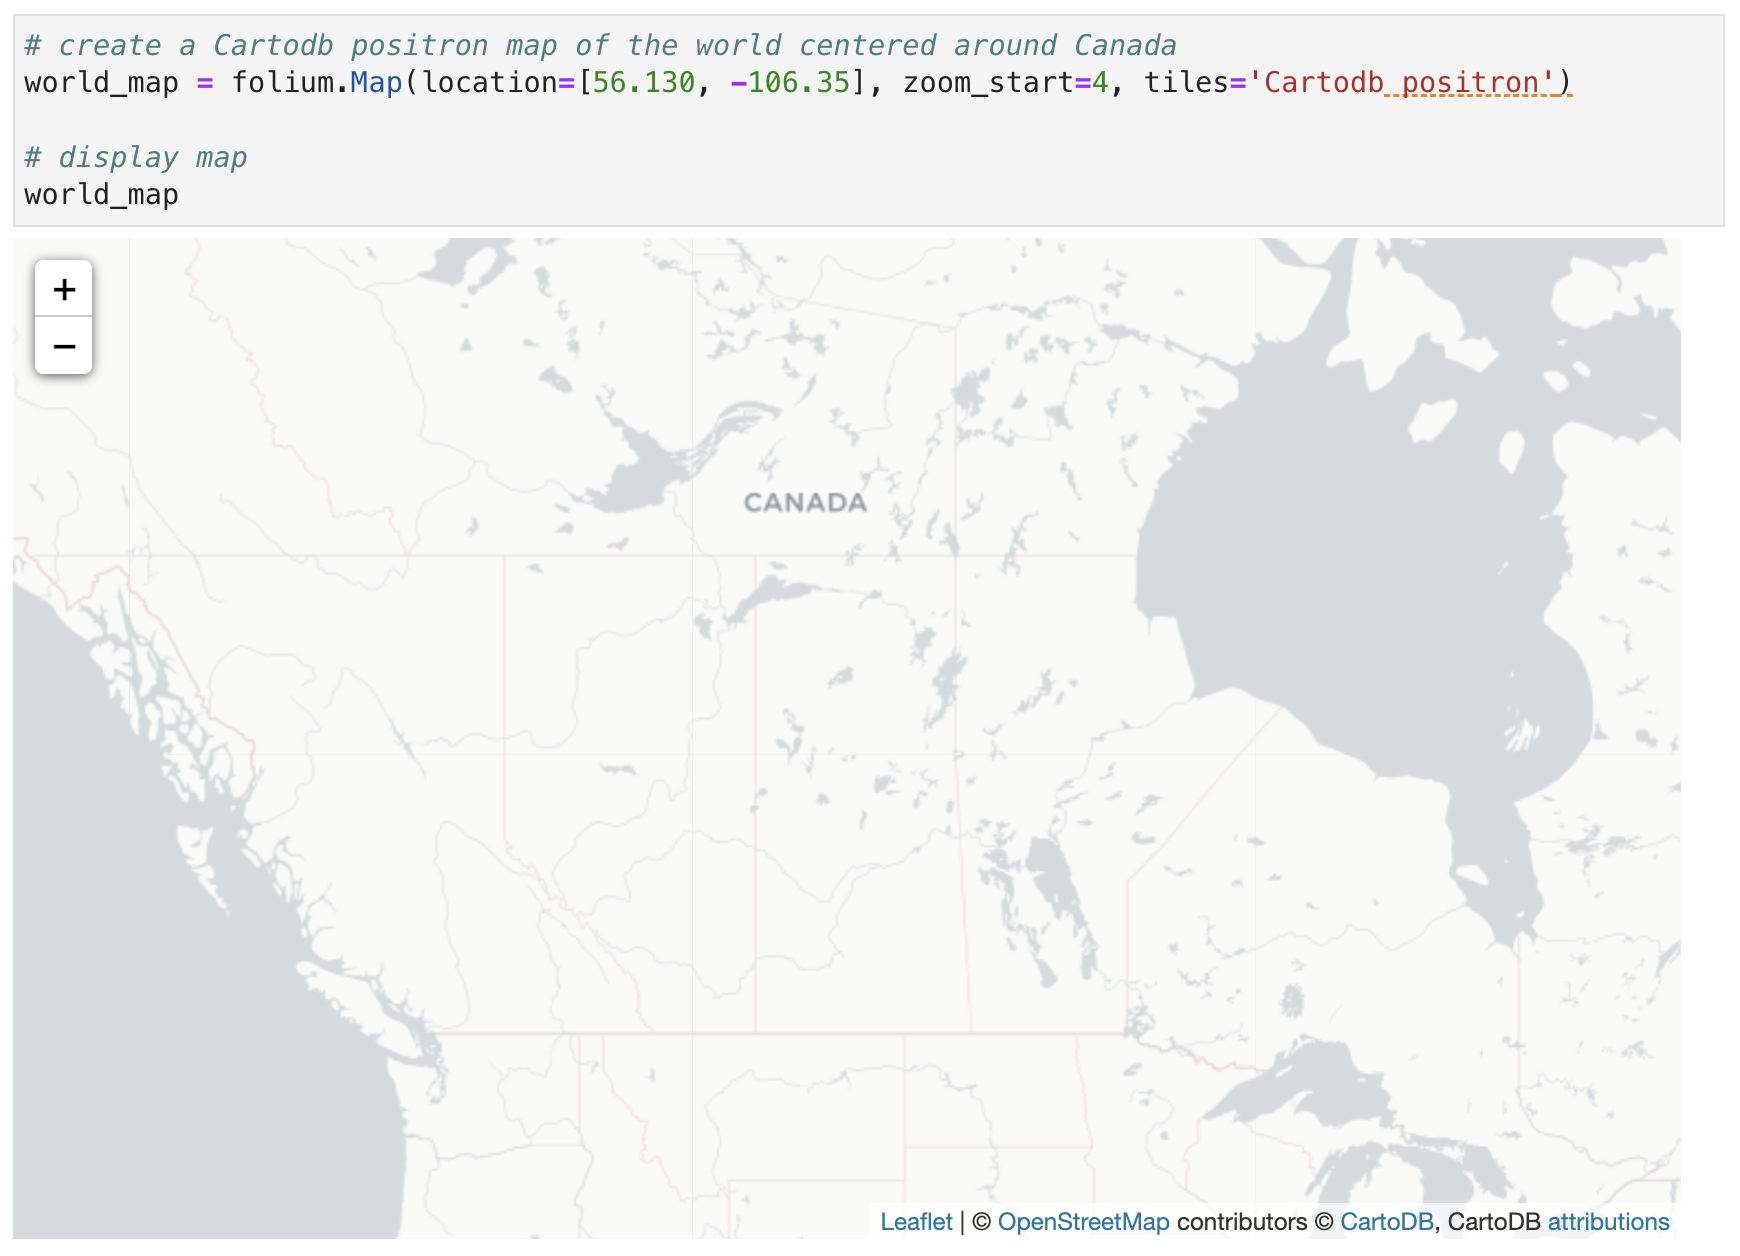 # create a Cartodb positron map of the world centered around Canada
world_map = folium.Map(location=[56.130, -106.35], zoom_start=4, tiles='Cartodb positron')
# display map
world_map
+
−
CANADA
Leaflet | © OpenStreetMap contributors © CartoDB, CartoDB attributions